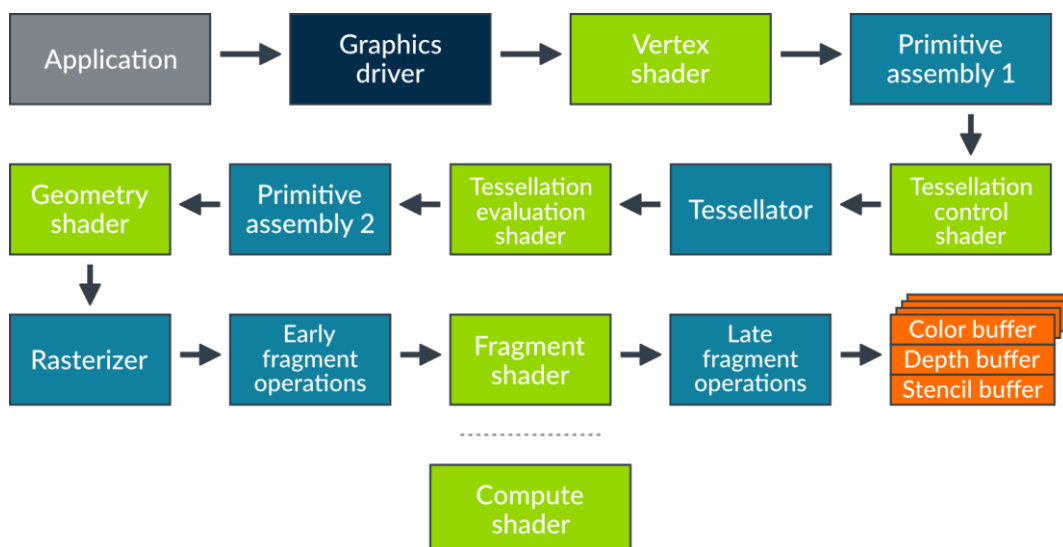 Application
Graphics
driver
Vertex
shader
Primitive
assembly 1
Geometry
shader
Primitive
assembly 2
Tessellation
evaluation
shader
Tessellator
Tessellation
control
shader
Rasterizer
Early
fragment
operations
Fragment
shader
Late
fragment
operations
Color buffer
Depth buffer
Stencil buffer
Compute
shader